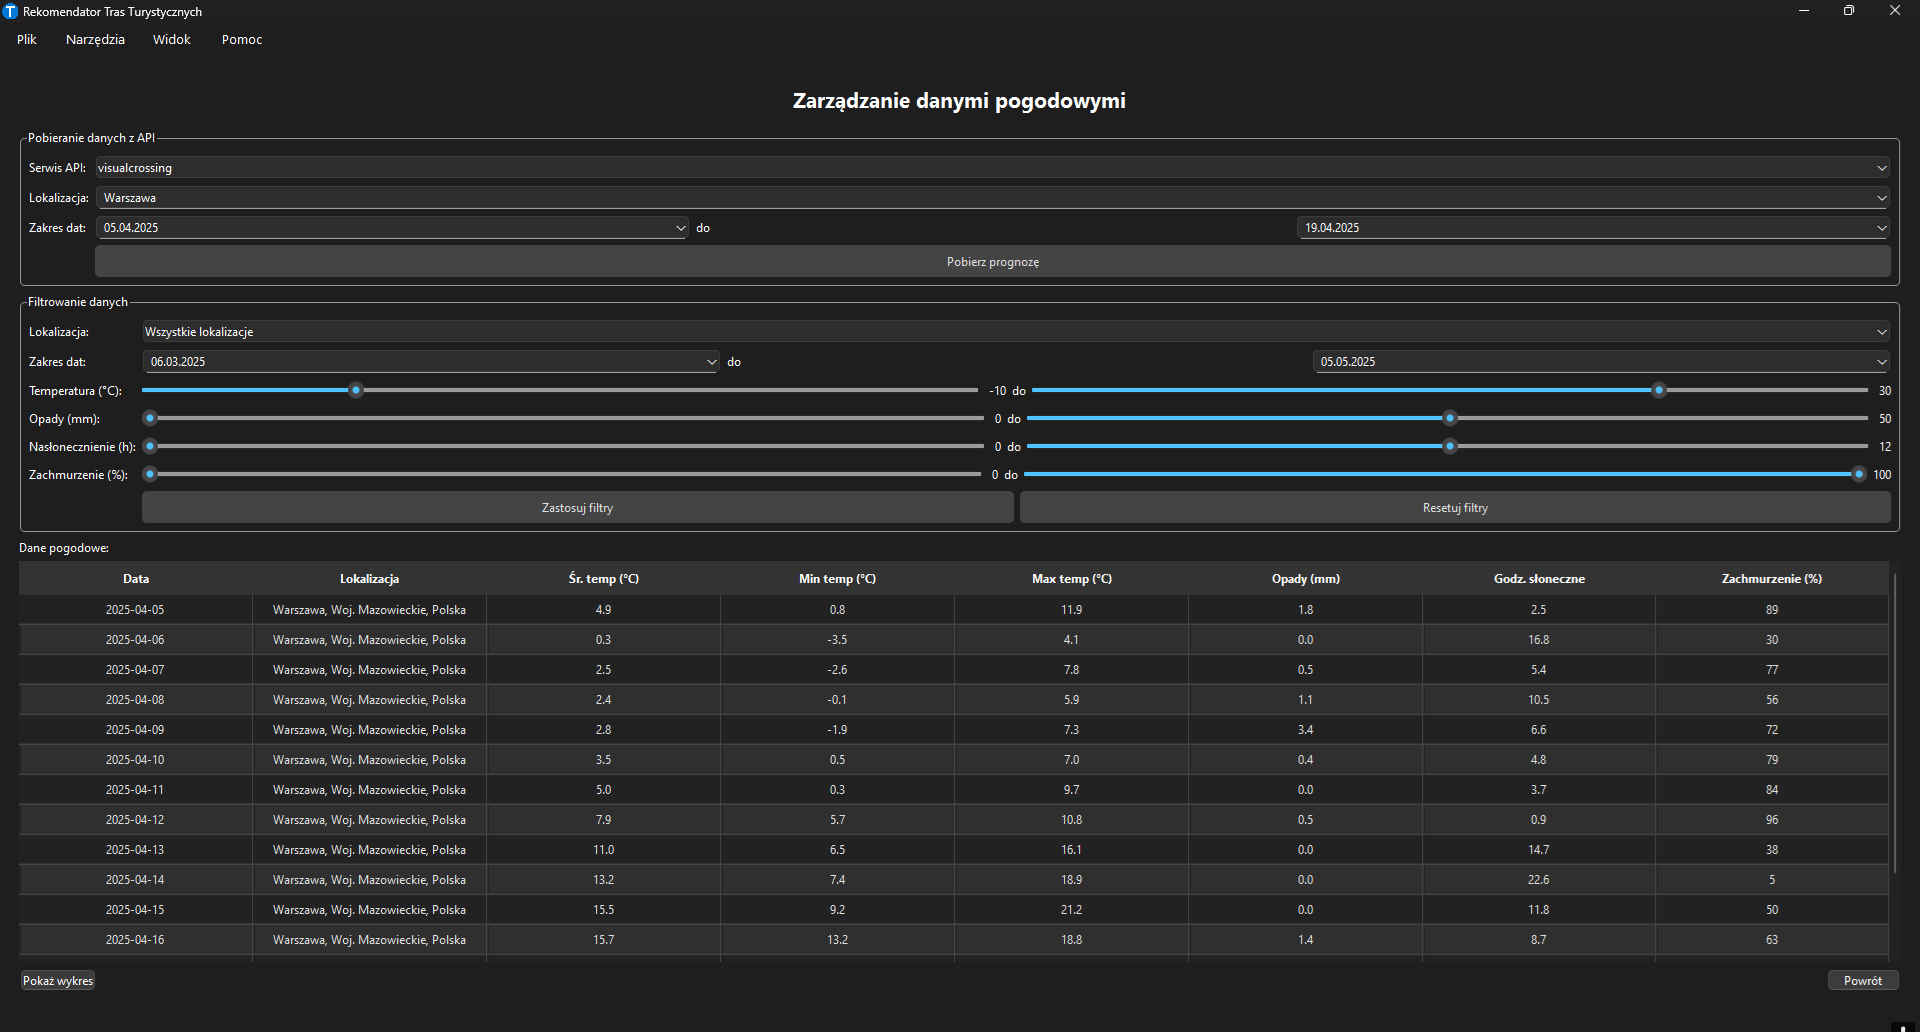 T Rekomendator Tras Turystycznych
Plik Narzędzia Widok Pomoc
Zarządzanie danymi pogodowymi
Pobieranie danych z API
Serwis API: visualcrossing
Lokalizacja: Warszawa
Zakres dat: 05.04.2025 do 19.04.2025
Pobierz prognozę
Filtrowanie danych
Lokalizacja: Wszystkie lokalizacje
Zakres dat: 06.03.2025 do 05.05.2025
Temperatura (°C): -10 do 30
Opady (mm): 0 do 50
Nasłonecznienie (h): 0 do 12
Zachmurzenie (%): 0 do 100
Zastosuj filtry Resetuj filtry
Dane pogodowe:
Data Lokalizacja Śr. temp (°C) Min temp (°C) Max temp (°C) Opady (mm) Godz. słoneczne Zachmurzenie (%)
2025-04-05 Warszawa, Woj. Mazowieckie, Polska 4.9 0.8 11.9 1.8 2.5 89
2025-04-06 Warszawa, Woj. Mazowieckie, Polska 0.3 -3.5 4.1 0.0 16.8 30
2025-04-07 Warszawa, Woj. Mazowieckie, Polska 2.5 -2.6 7.8 0.5 5.4 77
2025-04-08 Warszawa, Woj. Mazowieckie, Polska 2.4 -0.1 5.9 1.1 10.5 56
2025-04-09 Warszawa, Woj. Mazowieckie, Polska 2.8 -1.9 7.3 3.4 6.6 72
2025-04-10 Warszawa, Woj. Mazowieckie, Polska 3.5 0.5 7.0 0.4 4.8 79
2025-04-11 Warszawa, Woj. Mazowieckie, Polska 5.0 0.3 9.7 0.0 3.7 84
2025-04-12 Warszawa, Woj. Mazowieckie, Polska 7.9 5.7 10.8 0.5 0.9 96
2025-04-13 Warszawa, Woj. Mazowieckie, Polska 11.0 6.5 16.1 0.0 14.7 38
2025-04-14 Warszawa, Woj. Mazowieckie, Polska 13.2 7.4 18.9 0.0 22.6 5
2025-04-15 Warszawa, Woj. Mazowieckie, Polska 15.5 9.2 21.2 0.0 11.8 50
2025-04-16 Warszawa, Woj. Mazowieckie, Polska 15.7 13.2 18.8 1.4 8.7 63
Pokaż wykres Powrót